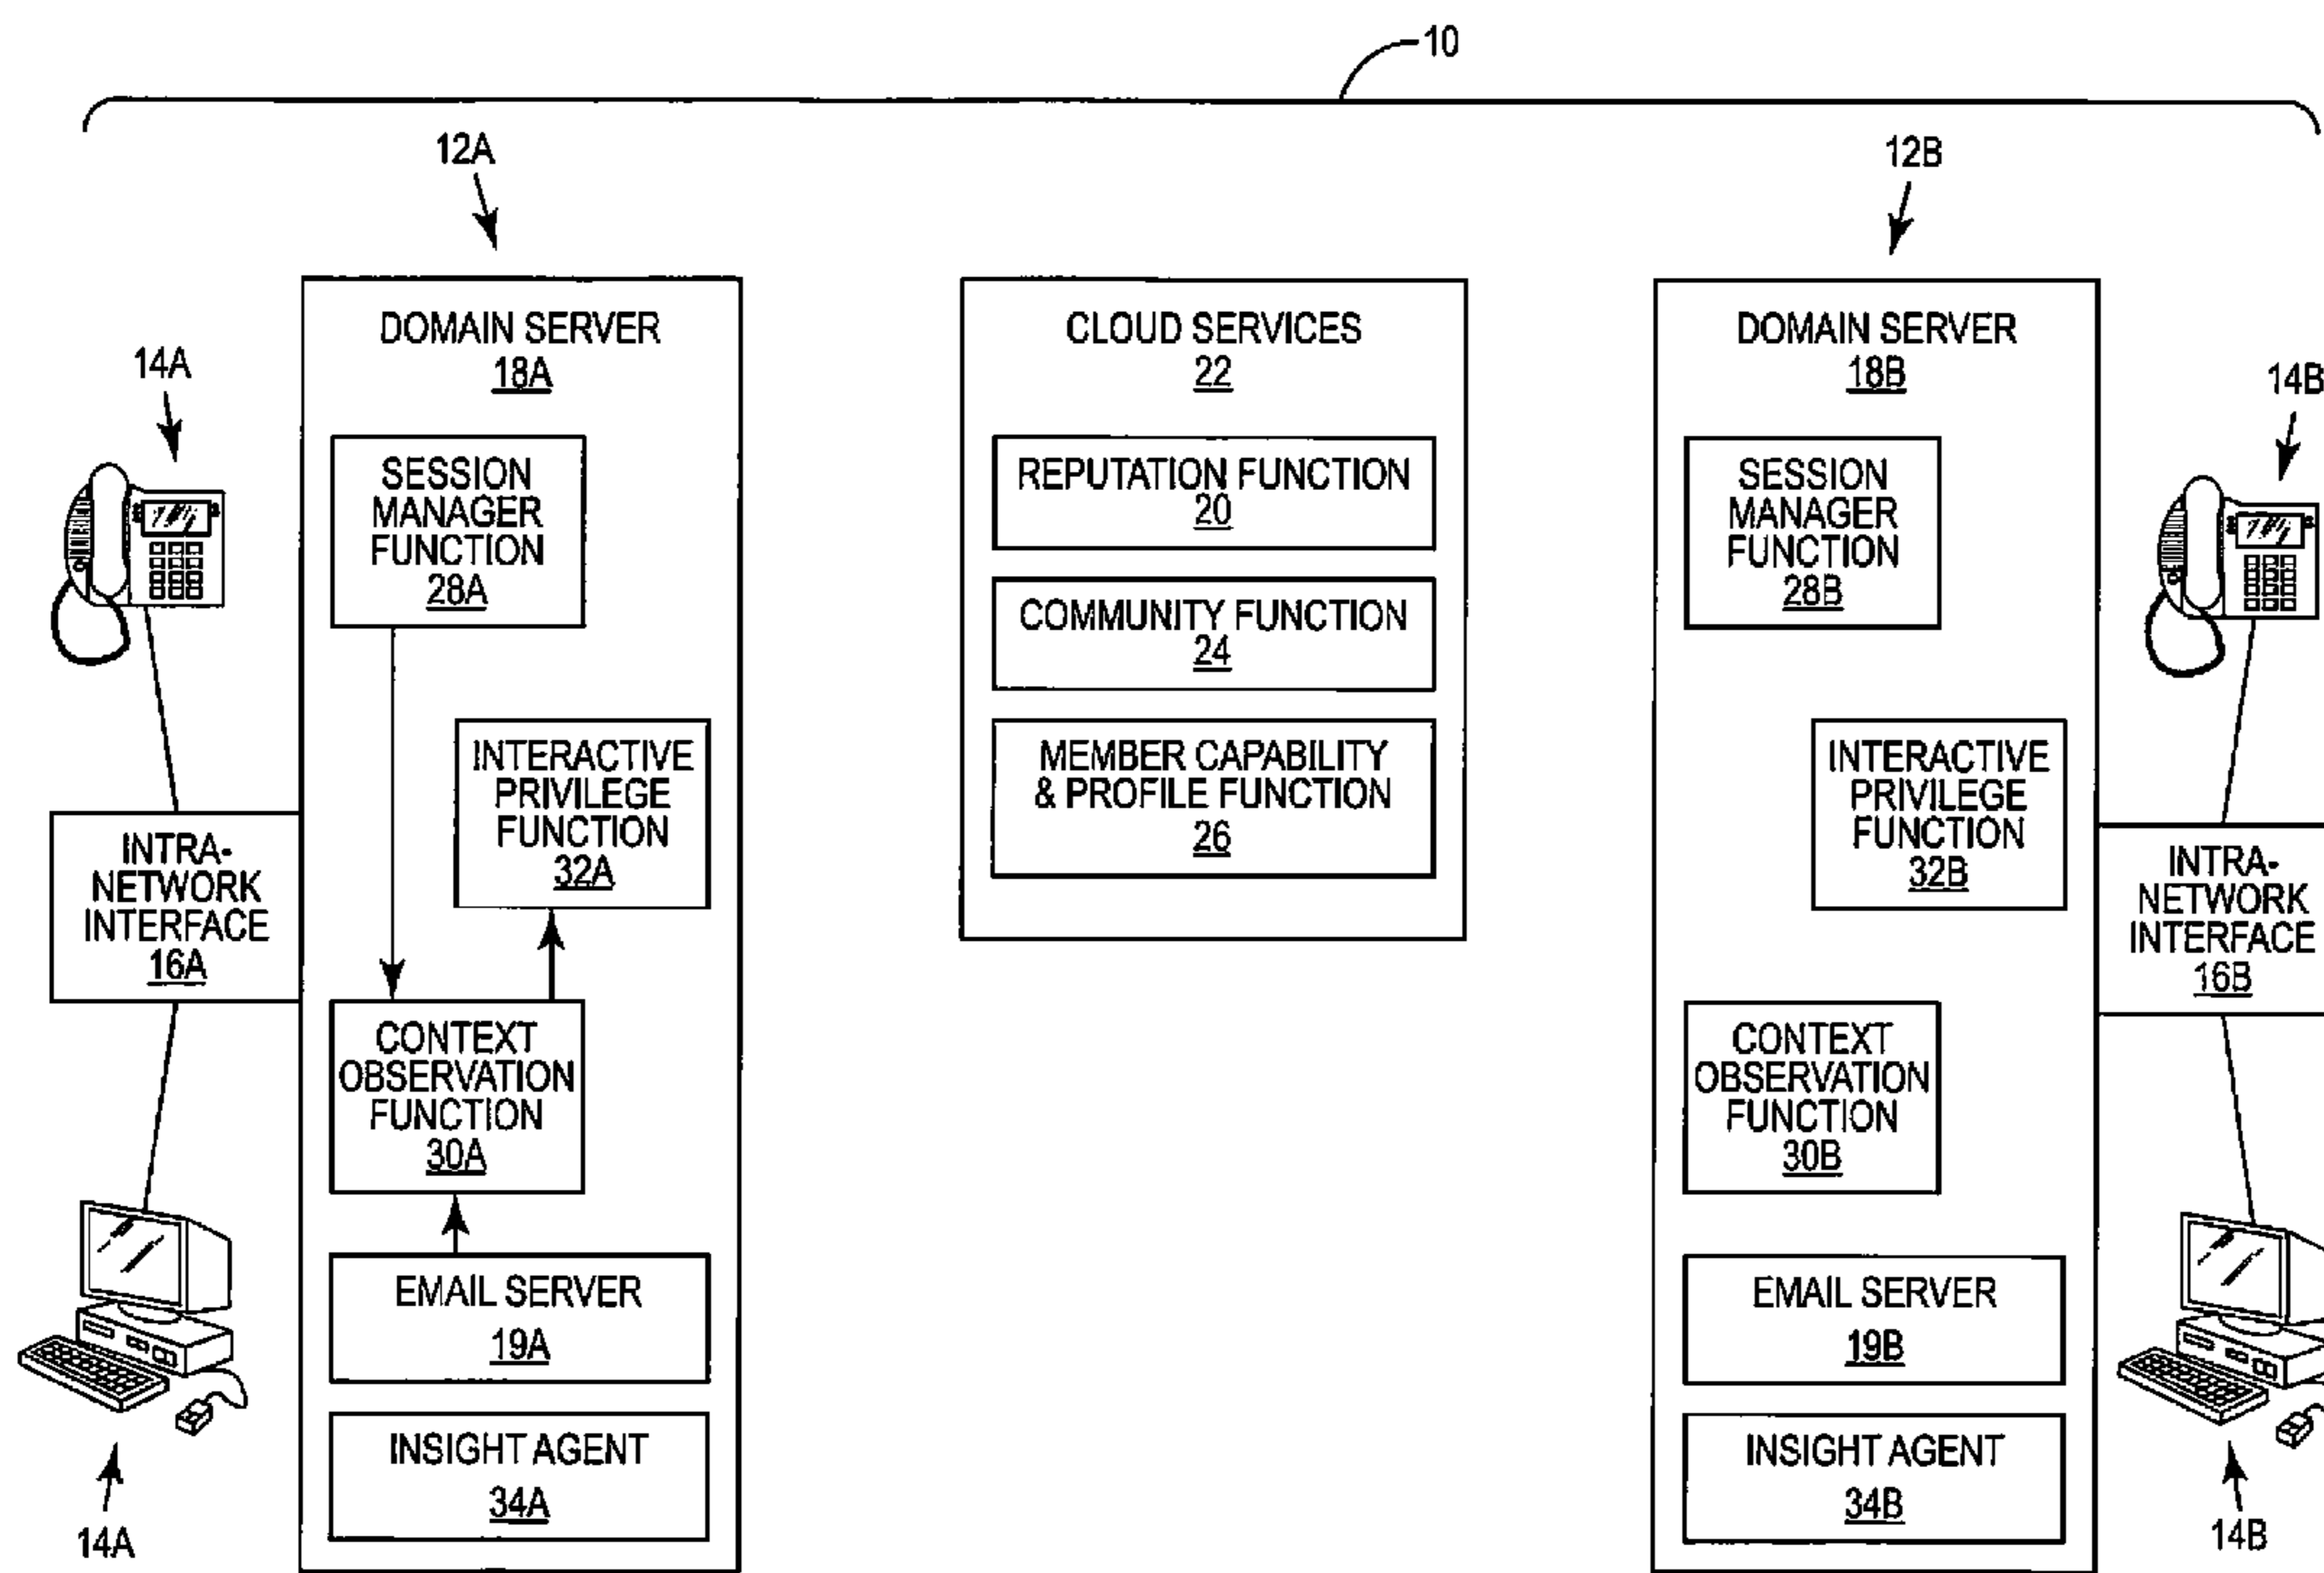 10
12A
12B
DOMAIN SERVER
18A
CLOUD SERVICES
22
DOMAIN SERVER
18B
14A
14B
SESSION
MANAGER
FUNCTION
28A
REPUTATION FUNCTION
20
SESSION
MANAGER
FUNCTION
28B
COMMUNITY FUNCTION
24
INTERACTIVE
PRIVILEGE
FUNCTION
32A
MEMBER CAPABILITY
& PROFILE FUNCTION
26
INTERACTIVE
PRIVILEGE
FUNCTION
32B
INTRA-
NETWORK
INTERFACE
16A
INTRA-
NETWORK
INTERFACE
16B
CONTEXT
OBSERVATION
FUNCTION
30A
CONTEXT
OBSERVATION
FUNCTION
30B
EMAIL SERVER
19A
EMAIL SERVER
19B
INSIGHT AGENT
34A
INSIGHT AGENT
34B
14A
14B